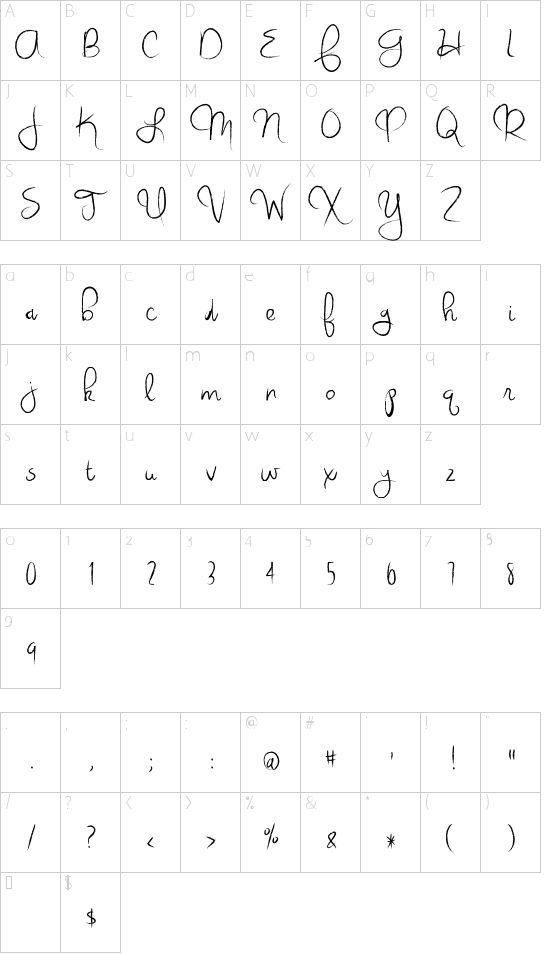 A B C D E F G H I
A B C D E F G H I
J K L M N O P Q R
J K L M N O P Q R
S T U V W X Y Z
S T U V W X Y Z
a b c d e f g h i
a b c d e f g h i
j k l m n o p q r
j k l m n o p q r
s t u v w x y z
s t u v w x y z
0 1 2 3 4 5 6 7 8
0 1 2 3 4 5 6 7 8
9
9
. , ; : @ # ' ! "
. , ; : @ # ' ! "
/ ? < > % & * ( )
/ ? < > % & * ( )
$
$